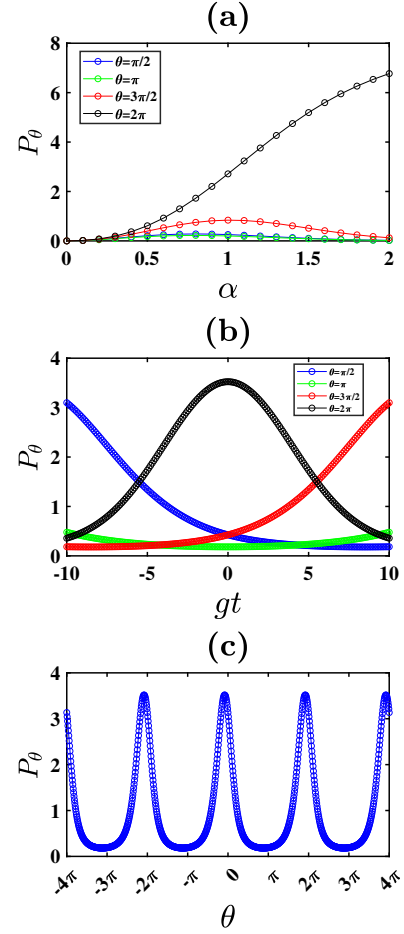 (a)
8
6
4
2
0
P_θ
θ=π/2
θ=π
θ=3π/2
θ=2π
0 0.5 1 1.5 2
α
(b)
4
3
2
1
0
P_θ
θ=π/2
θ=π
θ=3π/2
θ=2π
-10 -5 0 5 10
gt
(c)
4
3
2
1
0
P_θ
-4π -3π -2π -π 0 π 2π 3π 4π
θ